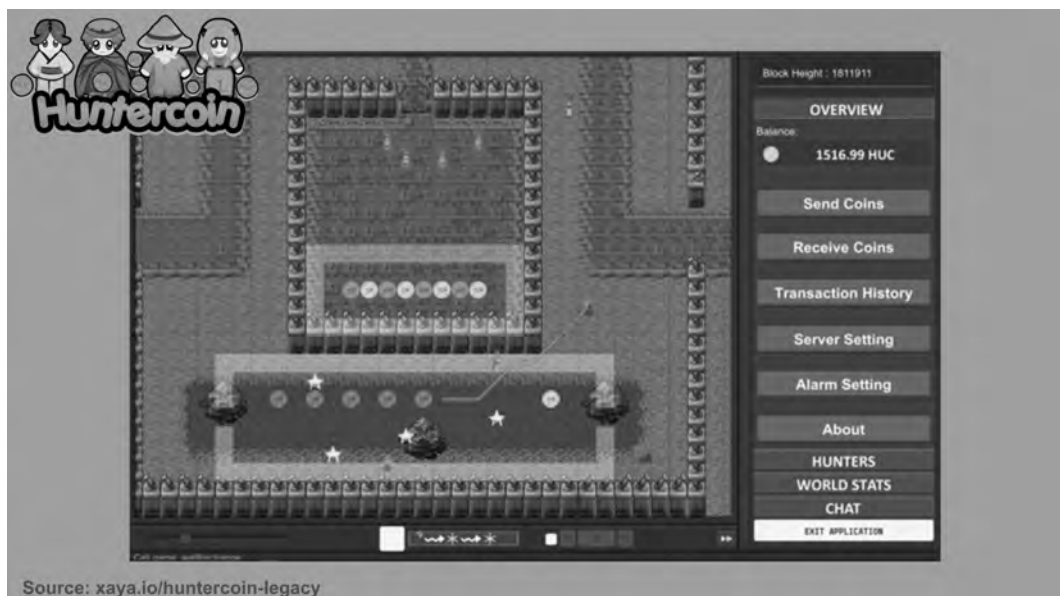 Huntercoin
Block Height : 1811911
OVERVIEW
Balance:
1516.99 HUC
Send Coins
Receive Coins
Transaction History
Server Setting
Alarm Setting
About
HUNTERS
WORLD STATS
CHAT
EXIT APPLICATION
Source: xaya.io/huntercoin-legacy